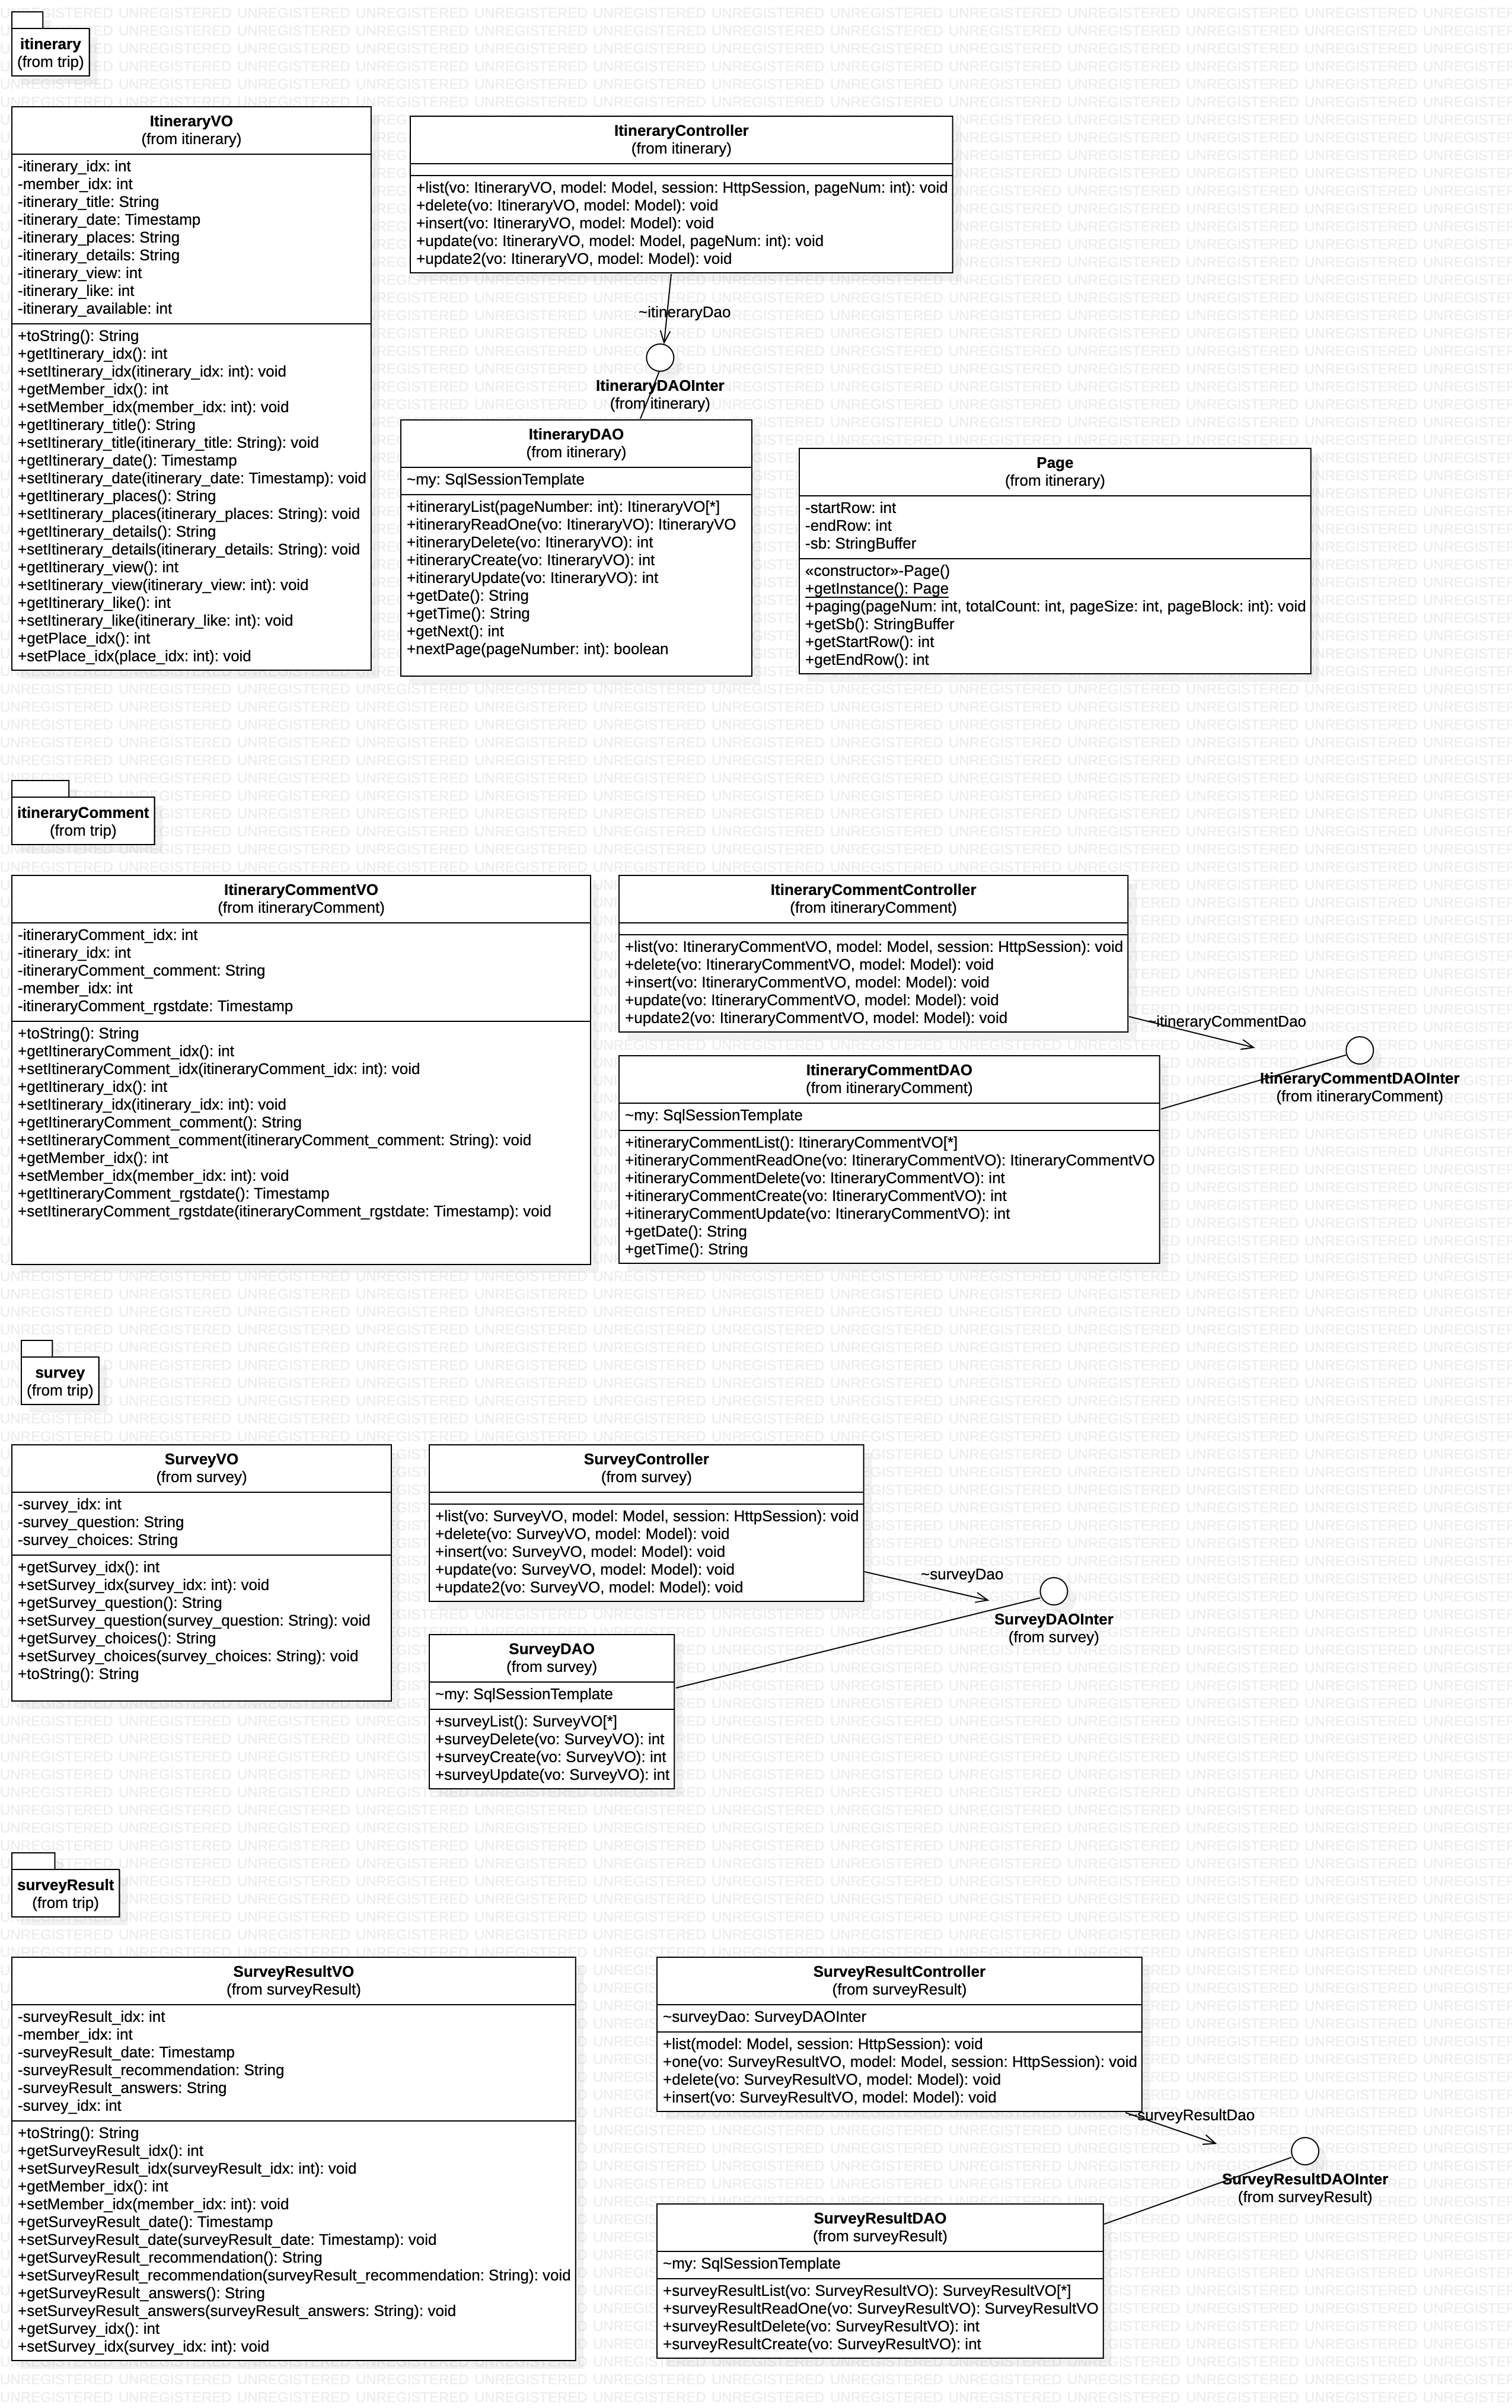 itinerary
(from trip)
ItineraryVO
(from itinerary)
-itinerary_idx: int
-member_idx: int
-itinerary_title: String
-itinerary_date: Timestamp
-itinerary_places: String
-itinerary_details: String
-itinerary_view: int
-itinerary_like: int
-itinerary_available: int
+toString(): String
+getItinerary_idx(): int
+setItinerary_idx(itinerary_idx: int): void
+getMember_idx(): int
+setMember_idx(member_idx: int): void
+getItinerary_title(): String
+setItinerary_title(itinerary_title: String): void
+getItinerary_date(): Timestamp
+setItinerary_date(itinerary_date: Timestamp): void
+getItinerary_places(): String
+setItinerary_places(itinerary_places: String): void
+getItinerary_details(): String
+setItinerary_details(itinerary_details: String): void
+getItinerary_view(): int
+setItinerary_view(itinerary_view: int): void
+getItinerary_like(): int
+setItinerary_like(itinerary_like: int): void
+getPlace_idx(): int
+setPlace_idx(place_idx: int): void
ItineraryController
(from itinerary)
+list(vo: ItineraryVO, model: Model, session: HttpSession, pageNum: int): void
+delete(vo: ItineraryVO, model: Model): void
+insert(vo: ItineraryVO, model: Model): void
+update(vo: ItineraryVO, model: Model, pageNum: int): void
+update2(vo: ItineraryVO, model: Model): void
~itineraryDao
ItineraryDAOInter
(from itinerary)
ItineraryDAO
(from itinerary)
~my: SqlSessionTemplate
+itineraryList(pageNumber: int): ItineraryVO[*]
+itineraryReadOne(vo: ItineraryVO): ItineraryVO
+itineraryDelete(vo: ItineraryVO): int
+itineraryCreate(vo: ItineraryVO): int
+itineraryUpdate(vo: ItineraryVO): int
+getDate(): String
+getTime(): String
+getNext(): int
+nextPage(pageNumber: int): boolean
Page
(from itinerary)
-startRow: int
-endRow: int
-sb: StringBuffer
«constructor»-Page()
+getInstance(): Page
+paging(pageNum: int, totalCount: int, pageSize: int, pageBlock: int): void
+getSb(): StringBuffer
+getStartRow(): int
+getEndRow(): int
itineraryComment
(from trip)
ItineraryCommentVO
(from itineraryComment)
-itineraryComment_idx: int
-itinerary_idx: int
-itineraryComment_comment: String
-member_idx: int
-itineraryComment_rgstdate: Timestamp
+toString(): String
+getItineraryComment_idx(): int
+setItineraryComment_idx(itineraryComment_idx: int): void
+getItinerary_idx(): int
+setItinerary_idx(itinerary_idx: int): void
+getItineraryComment_comment(): String
+setItineraryComment_comment(itineraryComment_comment: String): void
+getMember_idx(): int
+setMember_idx(member_idx: int): void
+getItineraryComment_rgstdate(): Timestamp
+setItineraryComment_rgstdate(itineraryComment_rgstdate: Timestamp): void
ItineraryCommentController
(from itineraryComment)
+list(vo: ItineraryCommentVO, model: Model, session: HttpSession): void
+delete(vo: ItineraryCommentVO, model: Model): void
+insert(vo: ItineraryCommentVO, model: Model): void
+update(vo: ItineraryCommentVO, model: Model): void
+update2(vo: ItineraryCommentVO, model: Model): void
~itineraryCommentDao
ItineraryCommentDAOInter
(from itineraryComment)
ItineraryCommentDAO
(from itineraryComment)
~my: SqlSessionTemplate
+itineraryCommentList(): ItineraryCommentVO[*]
+itineraryCommentReadOne(vo: ItineraryCommentVO): ItineraryCommentVO
+itineraryCommentDelete(vo: ItineraryCommentVO): int
+itineraryCommentCreate(vo: ItineraryCommentVO): int
+itineraryCommentUpdate(vo: ItineraryCommentVO): int
+getDate(): String
+getTime(): String
survey
(from trip)
SurveyVO
(from survey)
-survey_idx: int
-survey_question: String
-survey_choices: String
+getSurvey_idx(): int
+setSurvey_idx(survey_idx: int): void
+getSurvey_question(): String
+setSurvey_question(survey_question: String): void
+getSurvey_choices(): String
+setSurvey_choices(survey_choices: String): void
+toString(): String
SurveyController
(from survey)
+list(vo: SurveyVO, model: Model, session: HttpSession): void
+delete(vo: SurveyVO, model: Model): void
+insert(vo: SurveyVO, model: Model): void
+update(vo: SurveyVO, model: Model): void
+update2(vo: SurveyVO, model: Model): void
~surveyDao
SurveyDAOInter
(from survey)
SurveyDAO
(from survey)
~my: SqlSessionTemplate
+surveyList(): SurveyVO[*]
+surveyDelete(vo: SurveyVO): int
+surveyCreate(vo: SurveyVO): int
+surveyUpdate(vo: SurveyVO): int
surveyResult
(from trip)
SurveyResultVO
(from surveyResult)
-surveyResult_idx: int
-member_idx: int
-surveyResult_date: Timestamp
-surveyResult_recommendation: String
-surveyResult_answers: String
-survey_idx: int
+toString(): String
+getSurveyResult_idx(): int
+setSurveyResult_idx(surveyResult_idx: int): void
+getMember_idx(): int
+setMember_idx(member_idx: int): void
+getSurveyResult_date(): Timestamp
+setSurveyResult_date(surveyResult_date: Timestamp): void
+getSurveyResult_recommendation(): String
+setSurveyResult_recommendation(surveyResult_recommendation: String): void
+getSurveyResult_answers(): String
+setSurveyResult_answers(surveyResult_answers: String): void
+getSurvey_idx(): int
+setSurvey_idx(survey_idx: int): void
SurveyResultController
(from surveyResult)
~surveyDao: SurveyDAOInter
+list(model: Model, session: HttpSession): void
+one(vo: SurveyResultVO, model: Model, session: HttpSession): void
+delete(vo: SurveyResultVO, model: Model): void
+insert(vo: SurveyResultVO, model: Model): void
~surveyResultDao
SurveyResultDAOInter
(from surveyResult)
SurveyResultDAO
(from surveyResult)
~my: SqlSessionTemplate
+surveyResultList(vo: SurveyResultVO): SurveyResultVO[*]
+surveyResultReadOne(vo: SurveyResultVO): SurveyResultVO
+surveyResultDelete(vo: SurveyResultVO): int
+surveyResultCreate(vo: SurveyResultVO): int